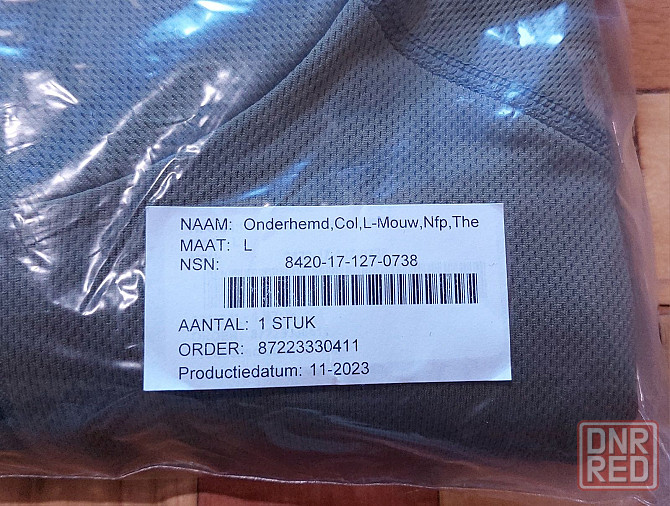 NAAM: Onderhemd,Col,L-Mouw,Nfp,The
MAAT: L
NSN: 8420-17-127-0738
AANTAL: 1 STUK
ORDER: 87223330411
Productiedatum: 11-2023
DNR
RED